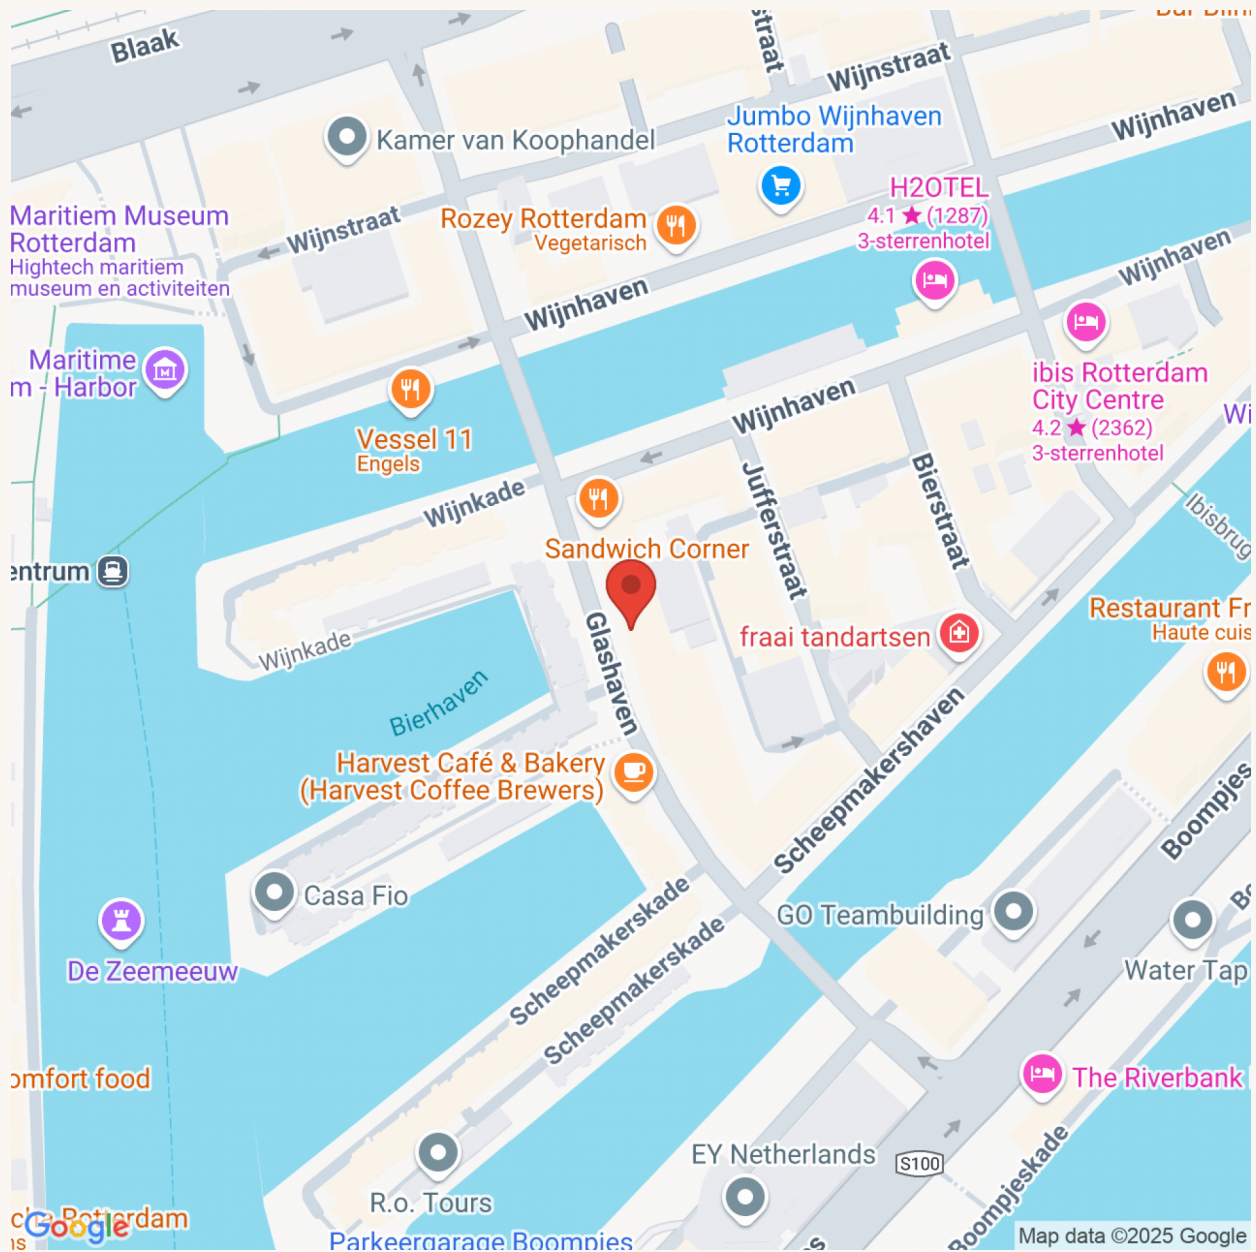 Blaak
straat
Wijnstraat
Wijnhaven
Jumbo Wijnhaven
Rotterdam
Kamer van Koophandel
H2OTEL
4.1 ★ (1287)
3-sterrenhotel
Maritiem Museum
Rotterdam
Hightech maritiem
museum en activiteiten
Wijnstraat
Rozey Rotterdam
Vegetarisch
Wijnhaven
Wijnhaven
Maritime
m - Harbor
ibis Rotterdam
City Centre
4.2 ★ (2362)
3-sterrenhotel
Wi
Vessel 11
Engels
Wijnhaven
Wijnkade
Jufferstraat
Bierstraat
Ibisbrug
Sandwich Corner
entrum
Glashaven
Restaurant Fr
Haute cuis
fraai tandartsen
Wijnkade
Bierhaven
Harvest Café & Bakery
(Harvest Coffee Brewers)
Scheepmakershaven
Boompjes
Casa Fio
GO Teambuilding
De Zeemeeuw
Scheepmakerskade
Scheepmakerskade
Water Tap
Bo
omfort food
The Riverbank
EY Netherlands
S100
Boompjeskade
R.o. Tours
Rotterdam
Google
Parkeergarage Boompjes
Map data ©2025 Google